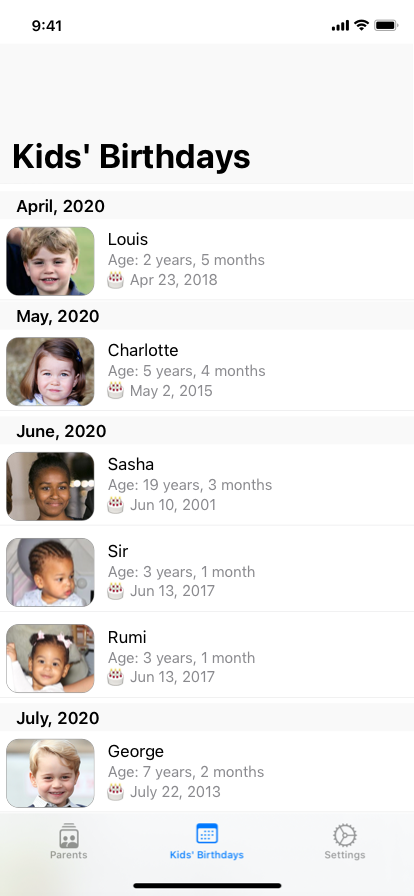 9:41
Kids' Birthdays
April, 2020
Louis
Age: 2 years, 5 months
Apr 23, 2018
May, 2020
Charlotte
Age: 5 years, 4 months
May 2, 2015
June, 2020
Sasha
Age: 19 years, 3 months
Jun 10, 2001
Sir
Age: 3 years, 1 month
Jun 13, 2017
Rumi
Age: 3 years, 1 month
Jun 13, 2017
July, 2020
George
Age: 7 years, 2 months
July 22, 2013
Parents
Kids' Birthdays
Settings